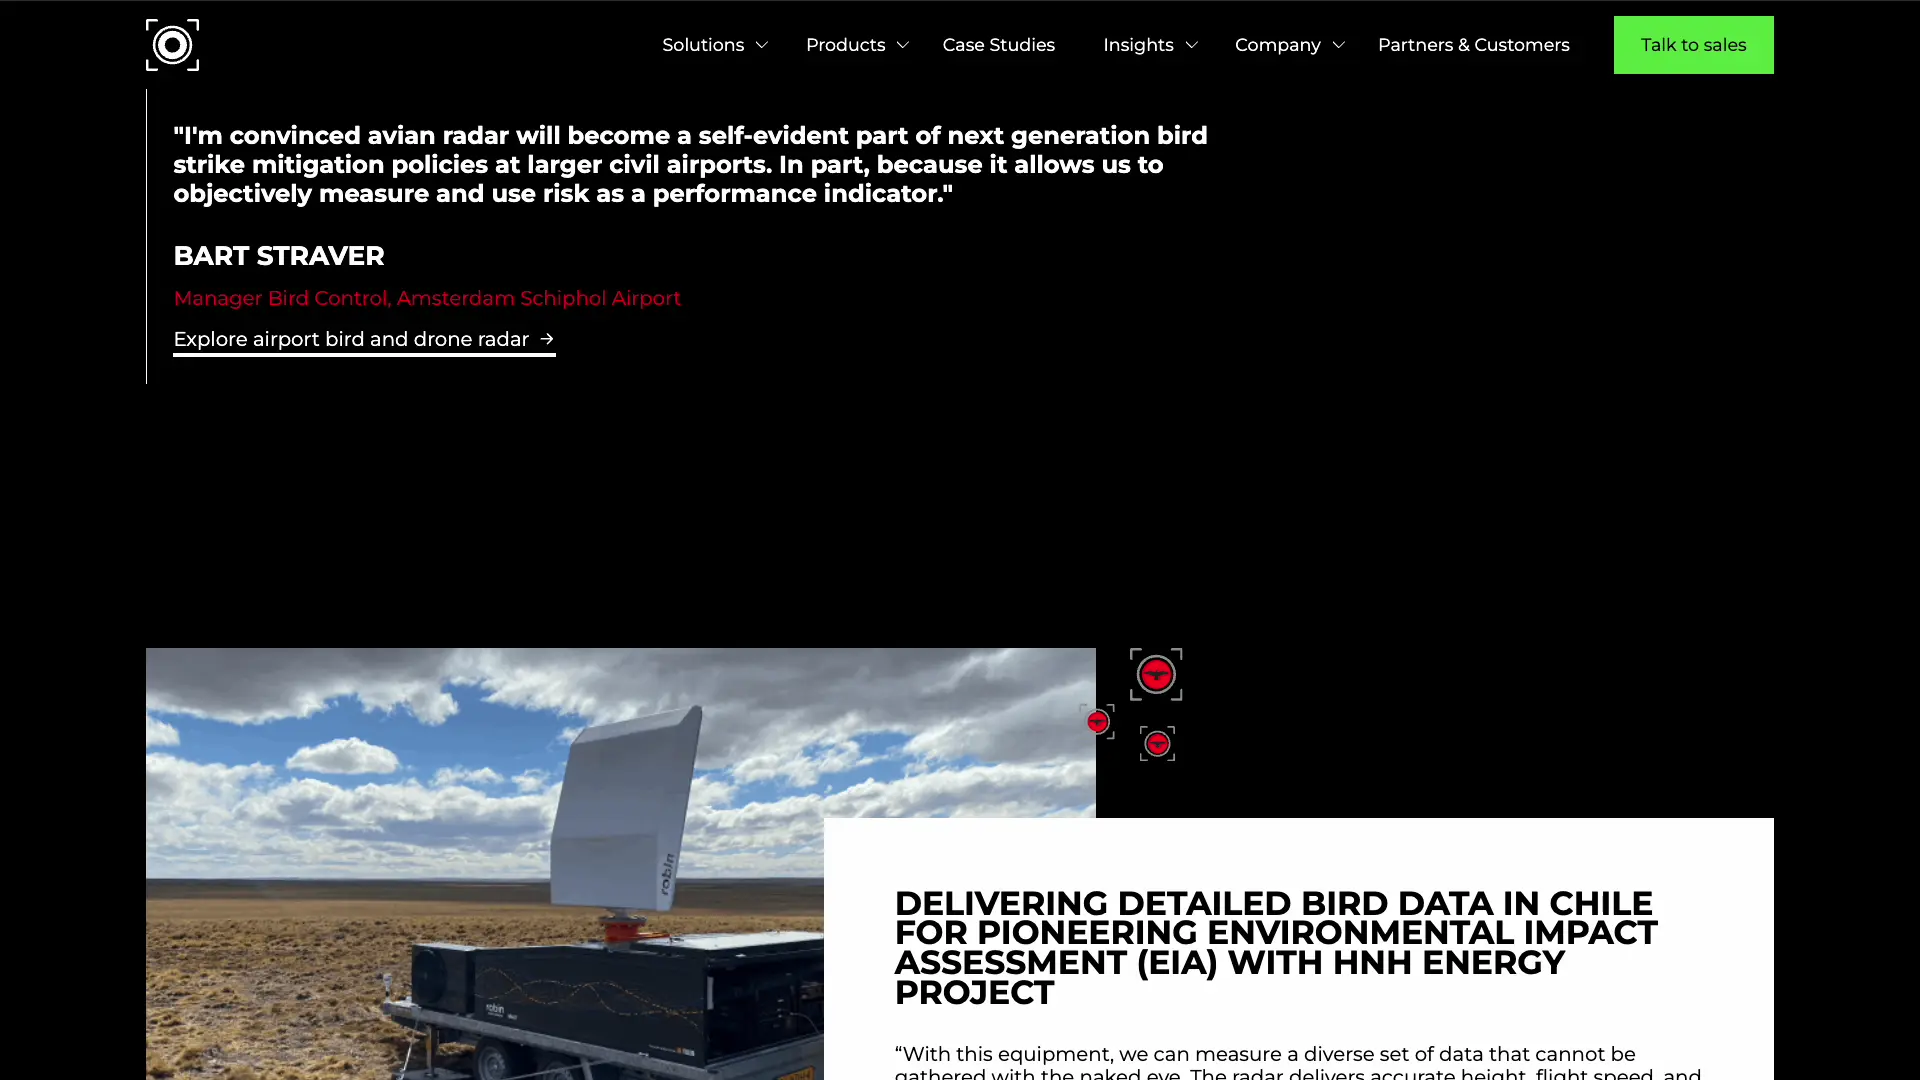 Solutions
Products
Case Studies
Insights
Company
Partners & Customers
Talk to sales
"I'm convinced avian radar will become a self-evident part of next generation bird
strike mitigation policies at larger civil airports. In part, because it allows us to
objectively measure and use risk as a performance indicator."
BART STRAVER
Manager Bird Control, Amsterdam Schiphol Airport
Explore airport bird and drone radar →
robin
robin
DELIVERING DETAILED BIRD DATA IN CHILE
FOR PIONEERING ENVIRONMENTAL IMPACT
ASSESSMENT (EIA) WITH HNH ENERGY
PROJECT
“With this equipment, we can measure a diverse set of data that cannot be
gathered with the naked eye. The radar delivers accurate height, flight speed, and